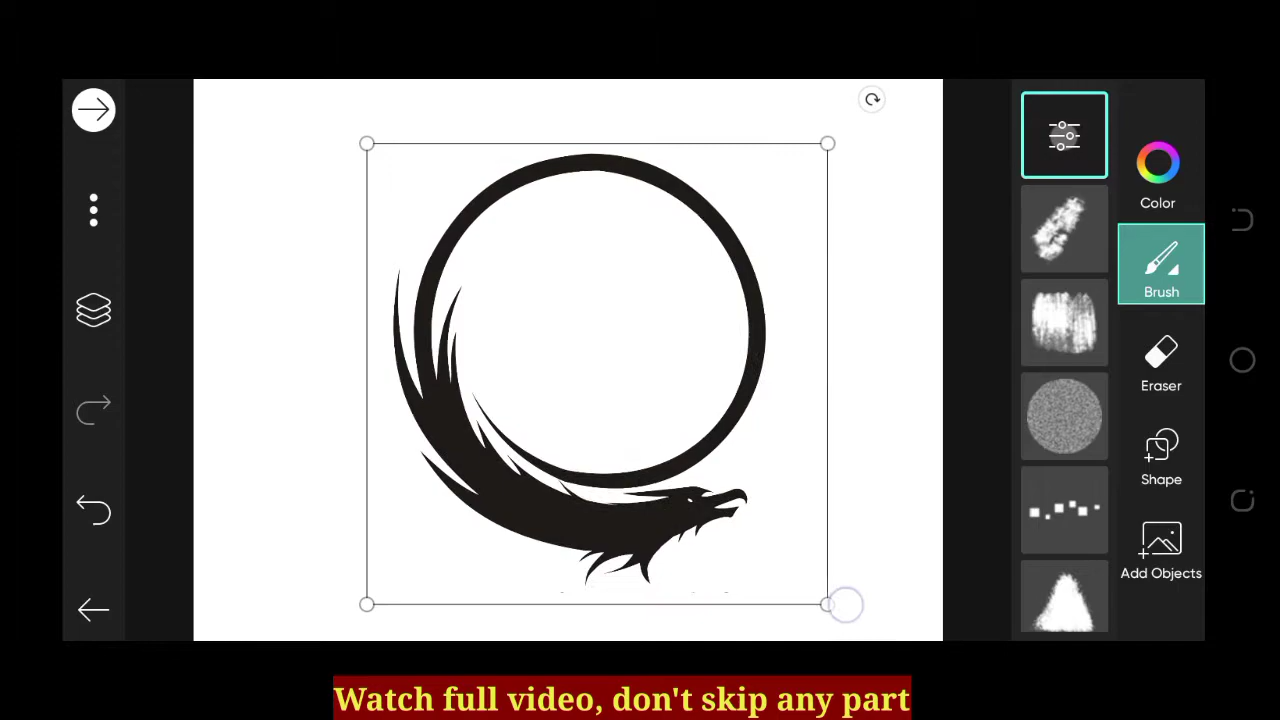 Color
Brush
Eraser
Shape
Add Objects
Watch full video, don't skip any part